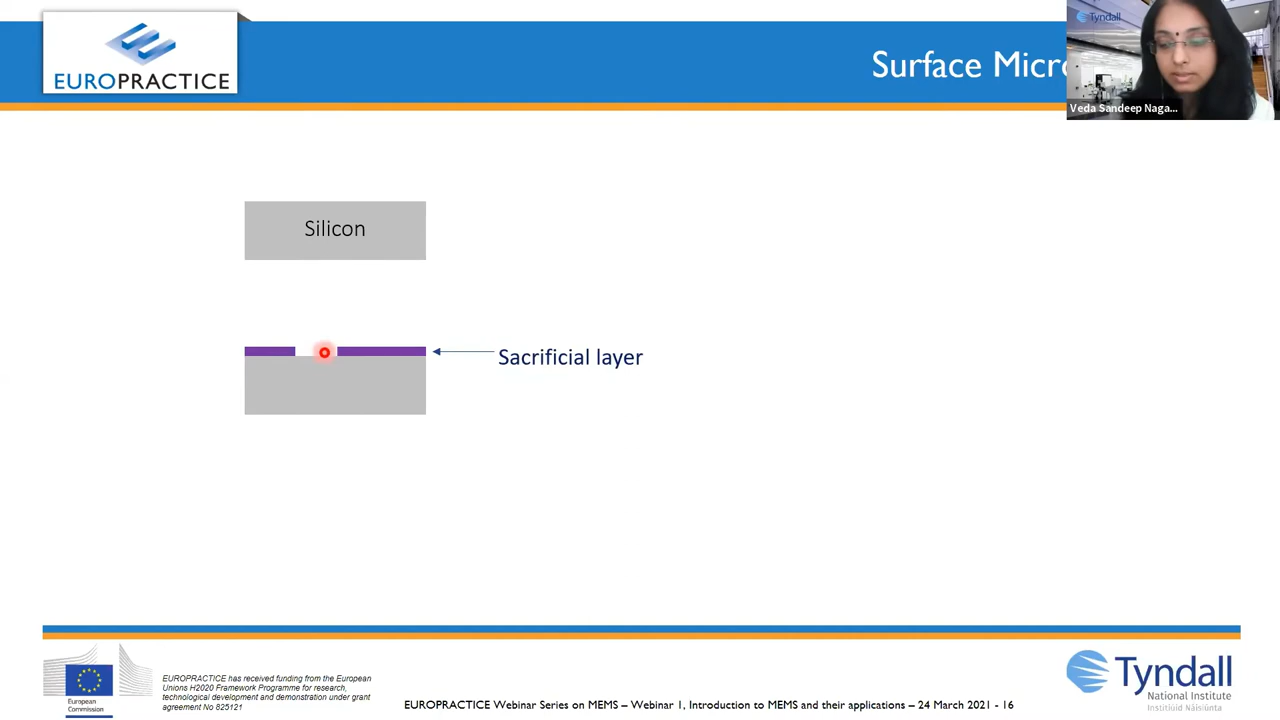 EUROPRACTICE
Surface Micro
Tyndall
Veda Sandeep Naga...
Silicon
Sacrificial layer
European
Commission
EUROPRACTICE has received funding from the European
Unions H2020 Framework Programme for research,
technological development and demonstration under grant
agreement No 825121
EUROPRACTICE Webinar Series on MEMS – Webinar 1, Introduction to MEMS and their applications – 24 March 2021 - 16
Tyndall
National Institute
Institiúid Náisiúnta